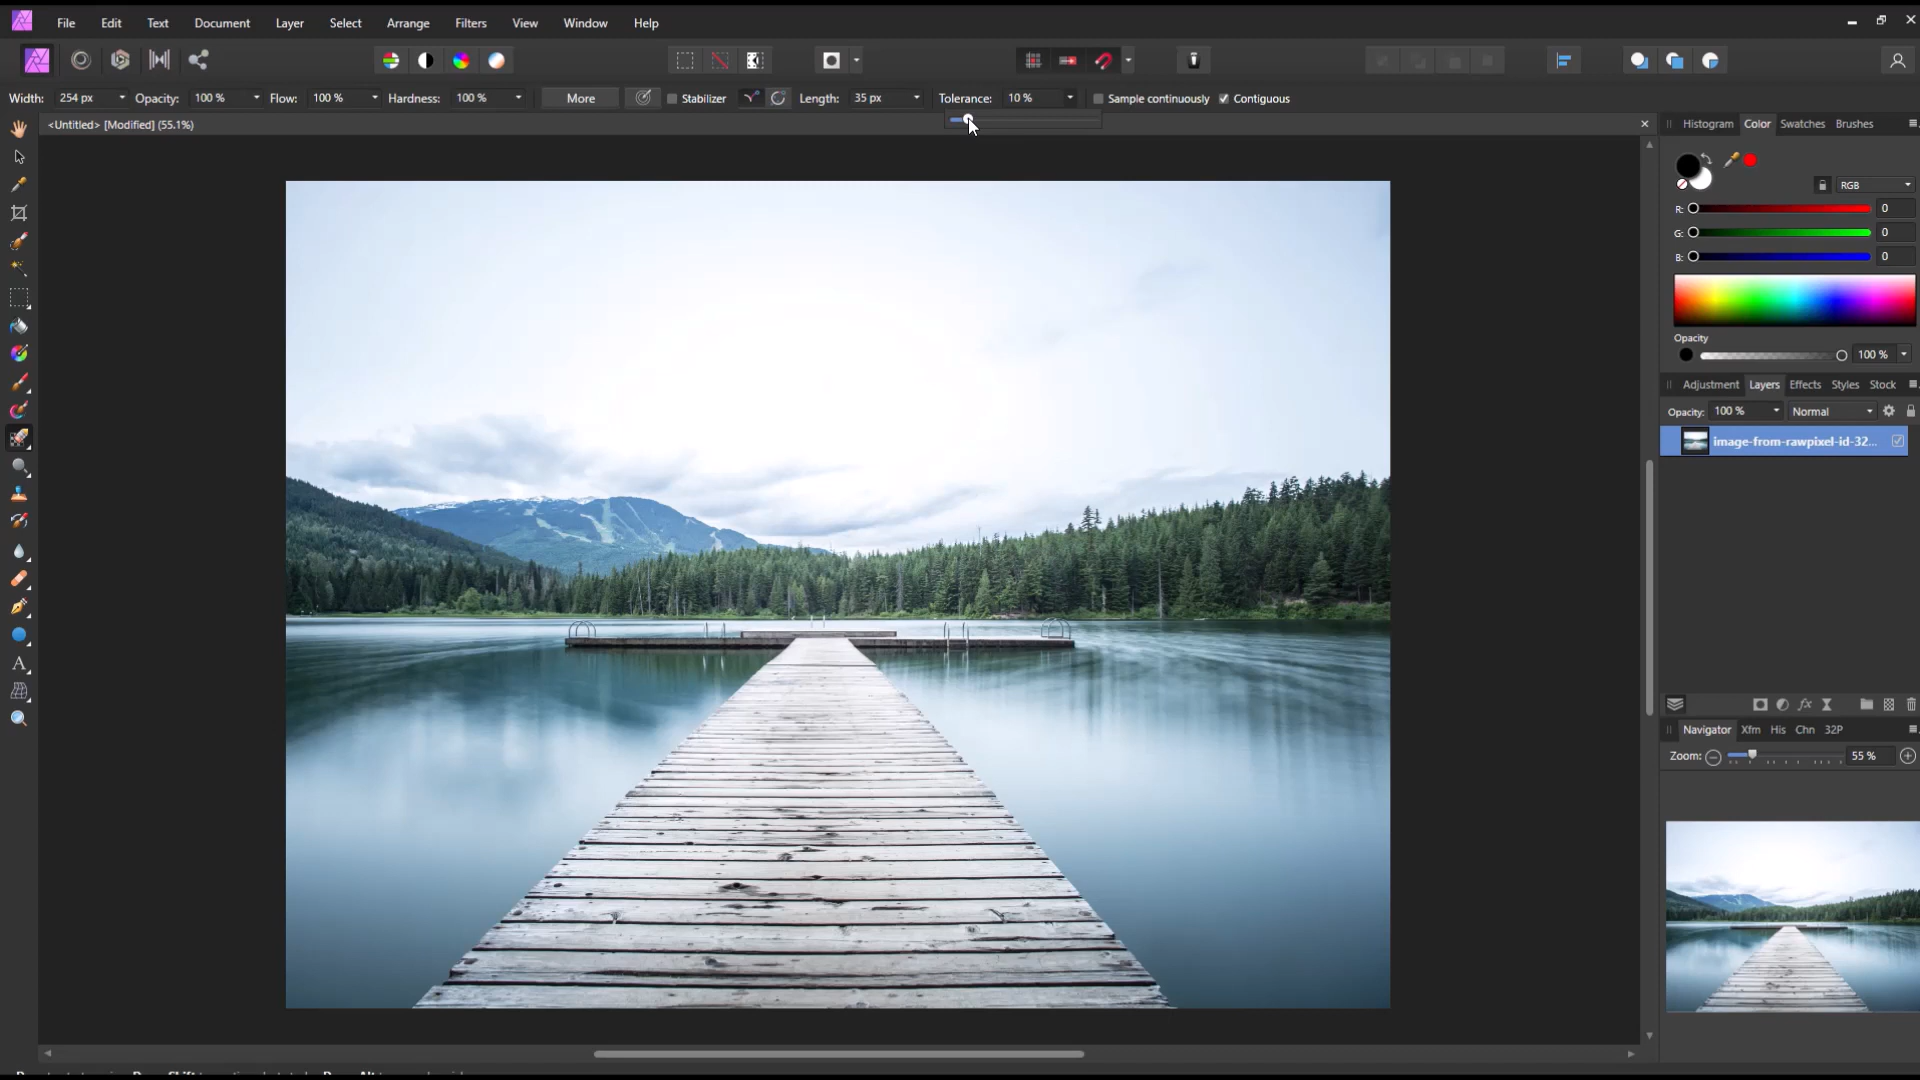 File Edit Text Document Layer Select Arrange Filters View Window Help
Width: 254 px Opacity: 100 % Flow: 100 % Hardness: 100 % More Stabilizer Length: 35 px Tolerance: 10 % Sample continuously Contiguous
<Untitled> [Modified] (55.1%)
Histogram Color Swatches Brushes
RGB
R: 0
G: 0
B: 0
Opacity
100 %
Adjustment Layers Effects Styles Stock
Opacity: 100 % Normal
image-from-rawpixel-id-32...
fx
Navigator Xfm His Chn 32P
Zoom: 55 %
A